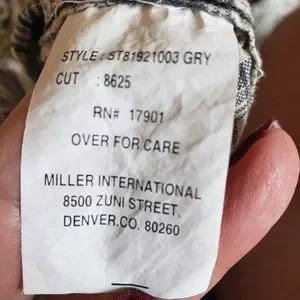 STYLE: ST81921003 GRY
CUT : 8625
RN# 17901
OVER FOR CARE
MILLER INTERNATIONAL
8500 ZUNI STREET,
DENVER,CO. 80260